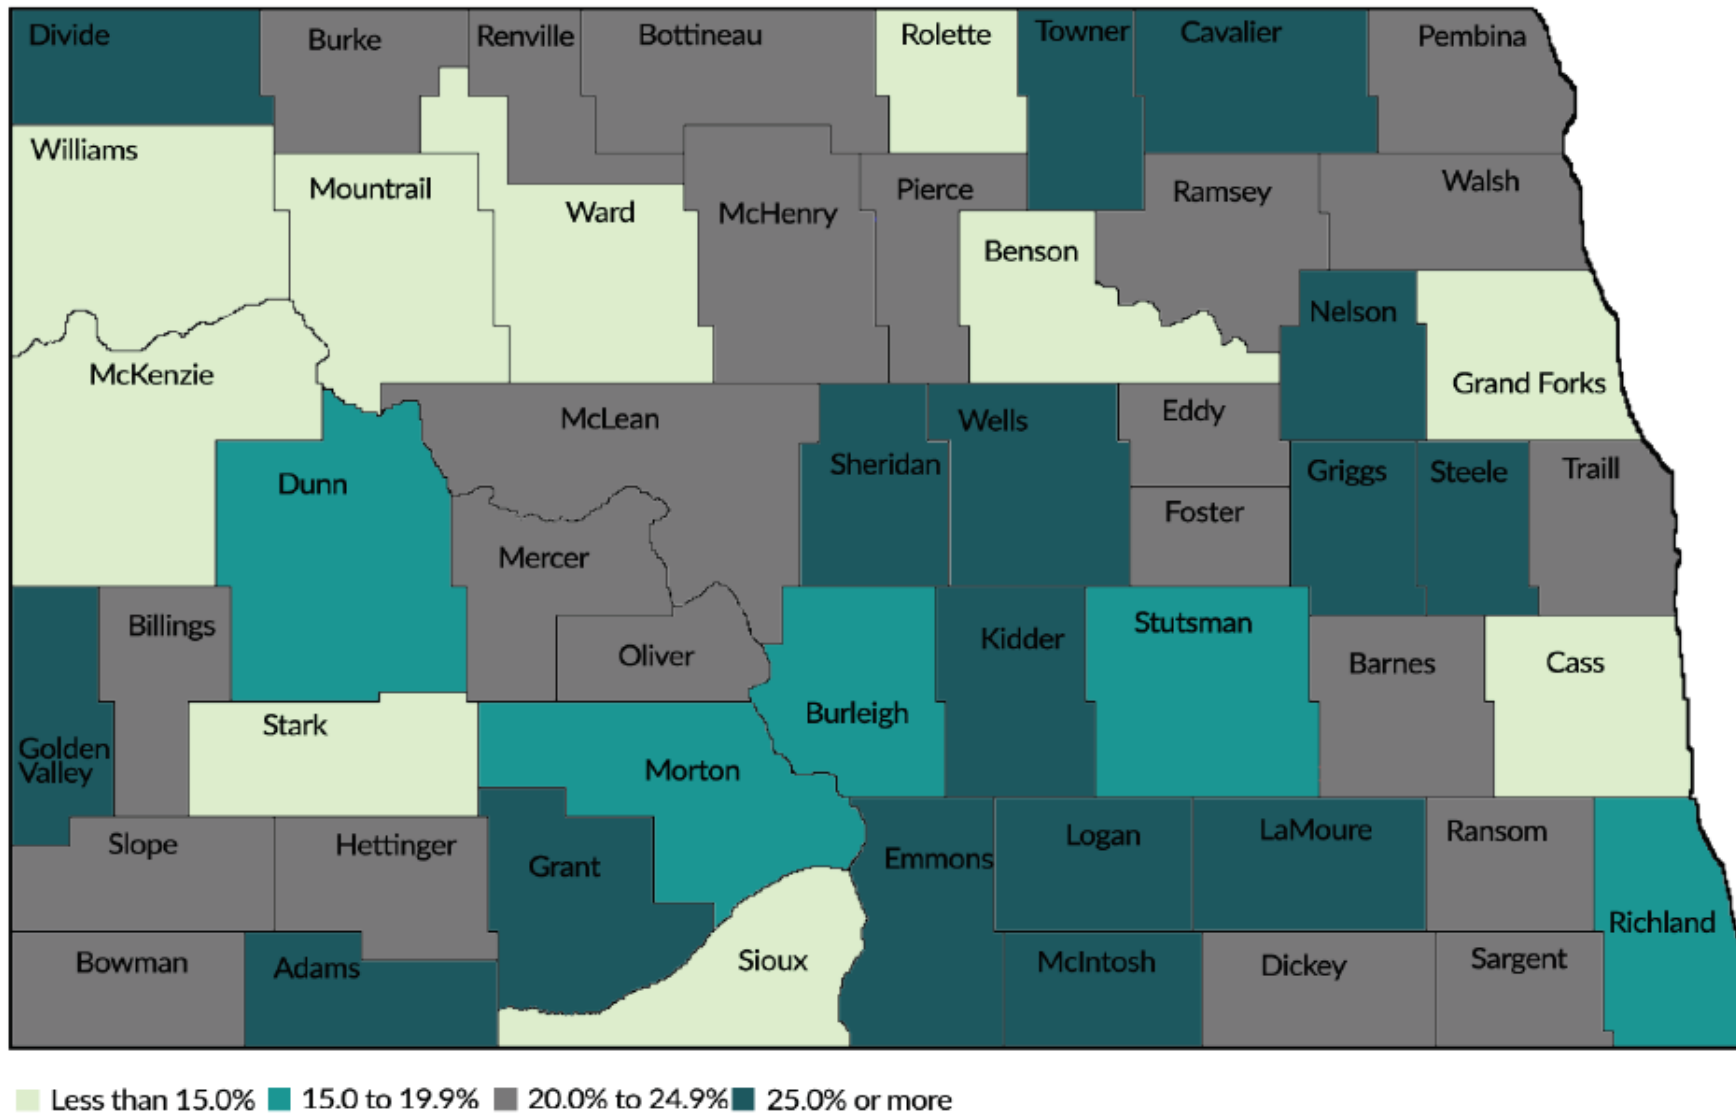 Divide
Burke
Renville
Bottineau
Rolette
Towner
Cavalier
Pembina
Williams
Mountrail
Ward
McHenry
Pierce
Benson
Ramsey
Walsh
McKenzie
Nelson
Grand Forks
Dunn
McLean
Sheridan
Wells
Eddy
Griggs
Steele
Traill
Mercer
Foster
Billings
Oliver
Burleigh
Kidder
Stutsman
Barnes
Cass
Golden
Valley
Stark
Morton
Slope
Hettinger
Grant
Emmons
Logan
LaMoure
Ransom
Richland
Bowman
Adams
Sioux
McIntosh
Dickey
Sargent
Less than 15.0% 15.0 to 19.9% 20.0% to 24.9% 25.0% or more